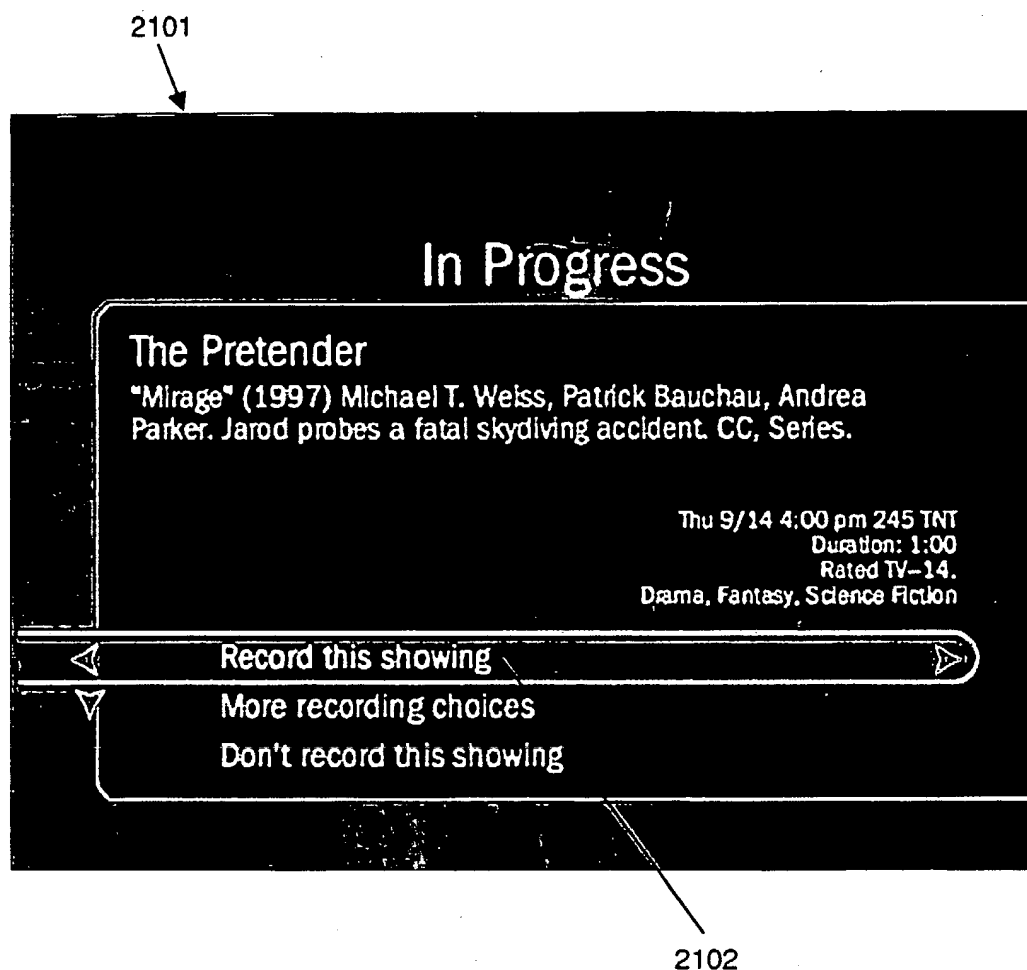 2101
In Progress
The Pretender
"Mirage" (1997) Michael T. Weiss, Patrick Bauchau, Andrea
Parker. Jarod probes a fatal skydiving accident. CC, Series.
Thu 9/14 4:00 pm 245 TNT
Duration: 1:00
Rated TV-14.
Drama, Fantasy, Science Fiction
Record this showing
More recording choices
Don't record this showing
2102